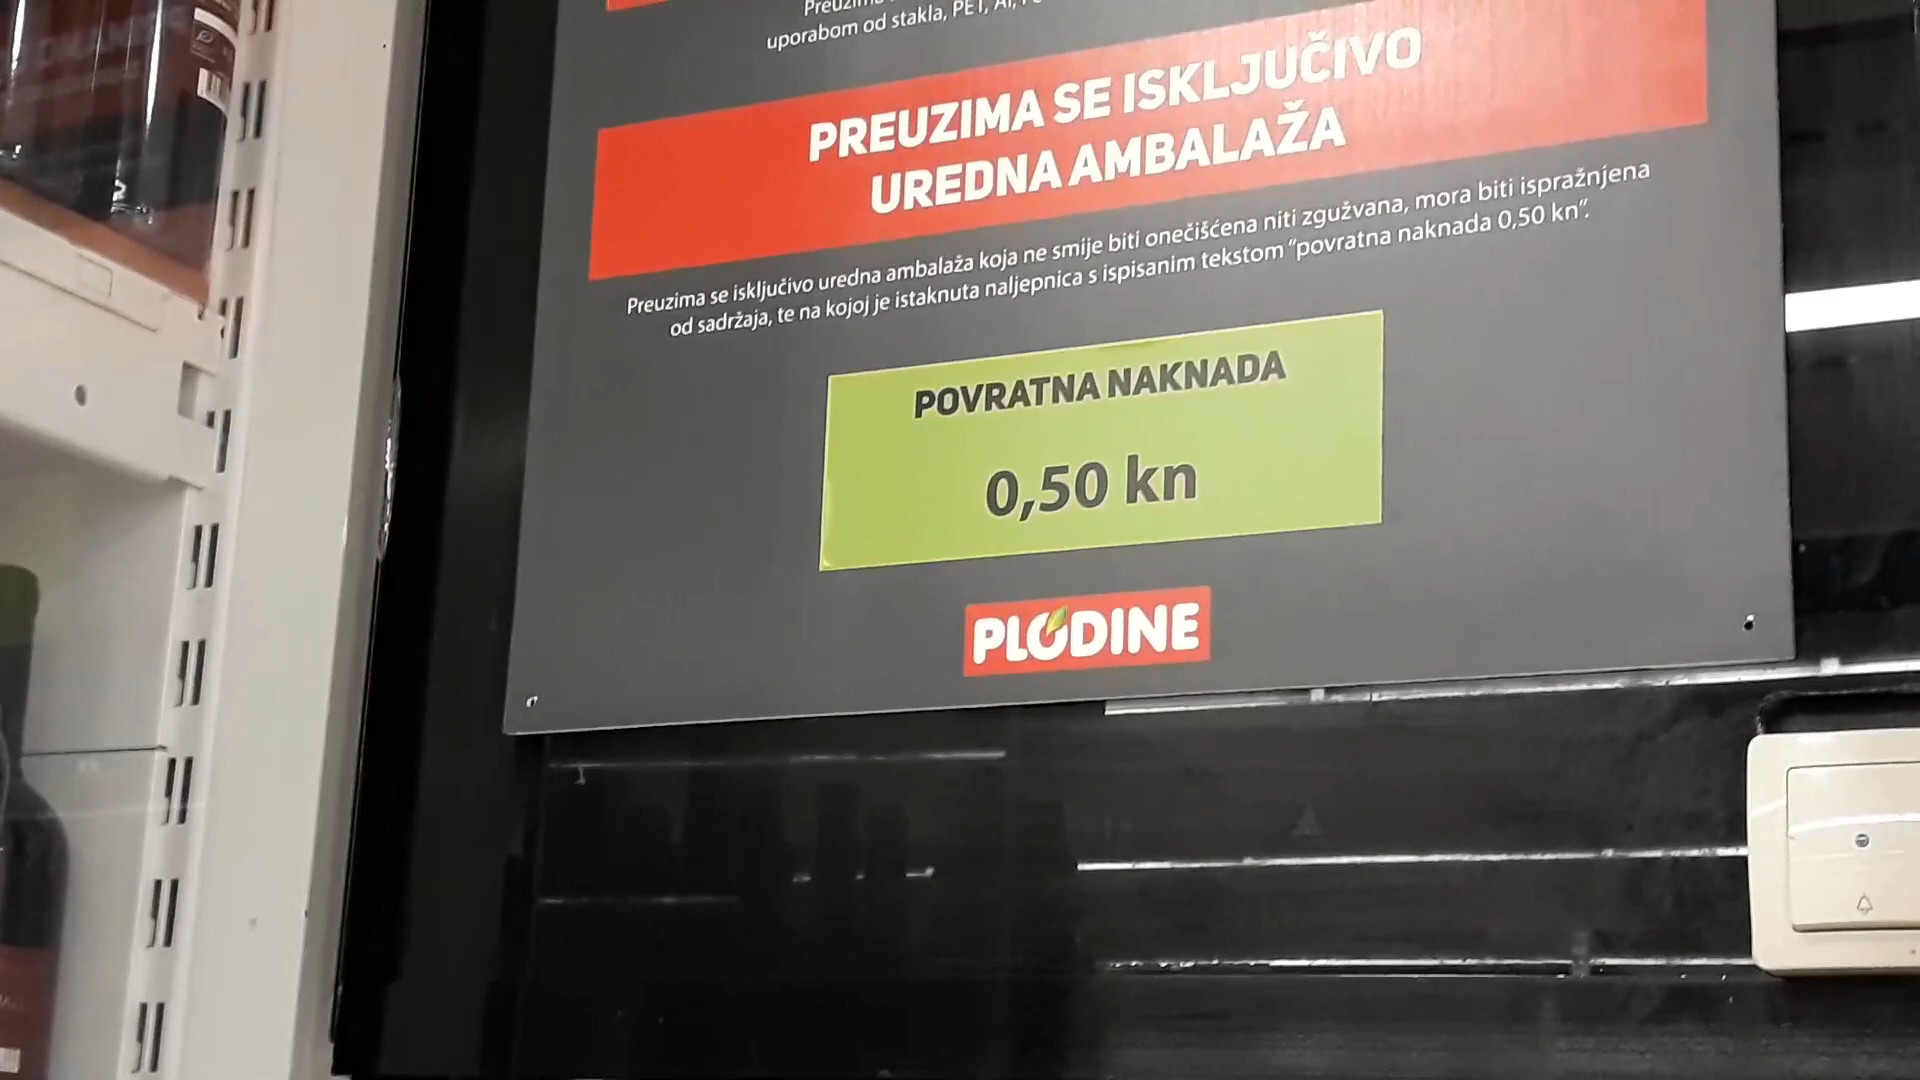 uporabom od stakla, PET,
PREUZIMA SE ISKLJUČIVO
UREDNA AMBALAŽA
Preuzima se isključivo uredna ambalaža koja ne smije biti onečišćena niti zgužvana, mora biti ispražnjena
od sadržaja, te na kojoj je istaknuta naljepnica s ispisanim tekstom "povratna naknada 0,50 kn".
POVRATNA NAKNADA
0,50 kn
PLODINE